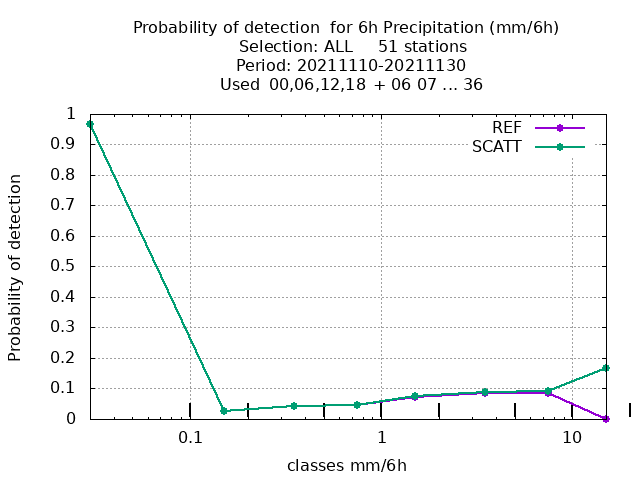 Probability of detection  for 6h Precipitation (mm/6h)
Selection: ALL     51 stations
Period: 20211110-20211130
Used  00,06,12,18  + 06 07 ... 36
REF
SCATT
Probability of detection
1
0.9
0.8
0.7
0.6
0.5
0.4
0.3
0.2
0.1
0
0.1
1
10
classes mm/6h